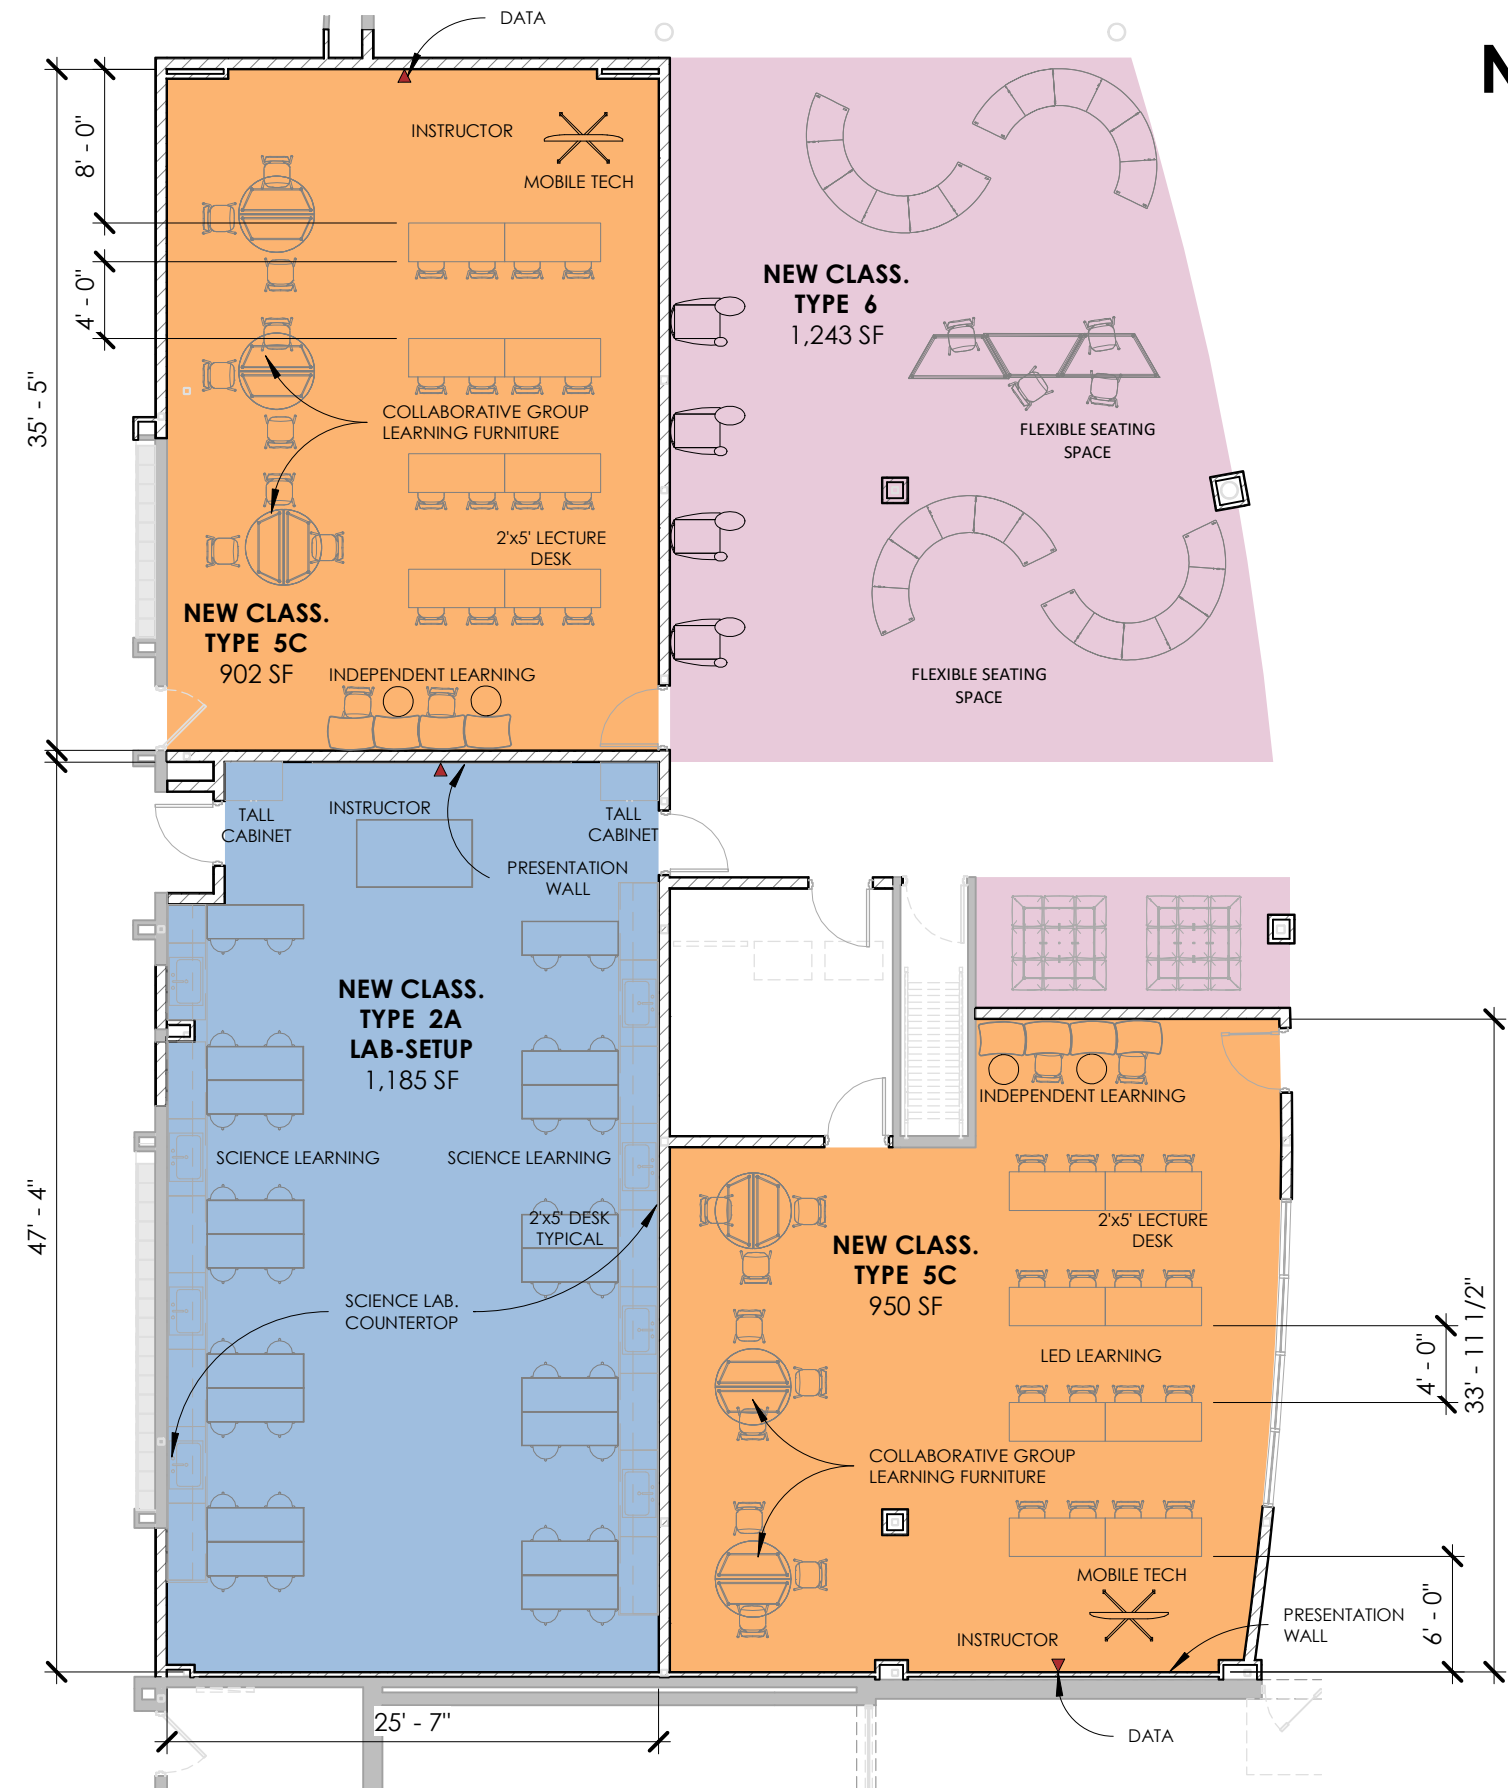 DATA
N
INSTRUCTOR
MOBILE TECH
8' - 0"
4' - 0"
35' - 5"
NEW CLASS.
TYPE 6
1,243 SF
COLLABORATIVE GROUP
LEARNING FURNITURE
FLEXIBLE SEATING
SPACE
2'x5' LECTURE
DESK
NEW CLASS.
TYPE 5C
902 SF
INDEPENDENT LEARNING
FLEXIBLE SEATING
SPACE
TALL
CABINET
INSTRUCTOR
TALL
CABINET
PRESENTATION
WALL
NEW CLASS.
TYPE 2A
LAB-SETUP
1,185 SF
INDEPENDENT LEARNING
SCIENCE LEARNING
SCIENCE LEARNING
47' - 4"
2'x5' DESK
TYPICAL
2'x5' LECTURE
DESK
NEW CLASS.
TYPE 5C
950 SF
SCIENCE LAB.
COUNTERTOP
LED LEARNING
4' - 0"
33' - 11 1/2"
COLLABORATIVE GROUP
LEARNING FURNITURE
MOBILE TECH
6' - 0"
PRESENTATION
WALL
INSTRUCTOR
25' - 7"
DATA